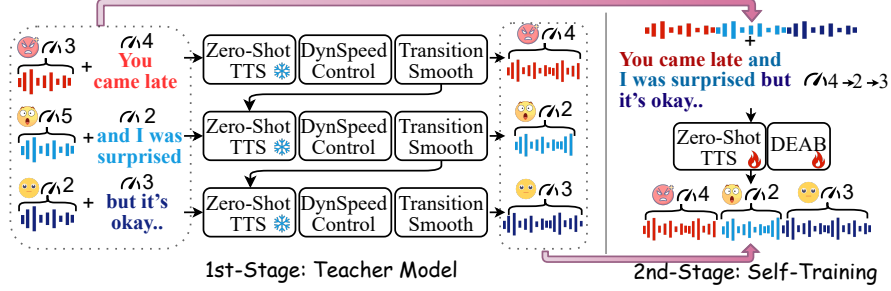 3
+
4
You
came late
Zero-Shot
TTS
DynSpeed
Control
Transition
Smooth
4
5
+
2
and I was
surprised
Zero-Shot
TTS
DynSpeed
Control
Transition
Smooth
2
2
+
3
but it's
okay..
Zero-Shot
TTS
DynSpeed
Control
Transition
Smooth
3
1st-Stage: Teacher Model
+
You came late and
I was surprised but
it's okay..
4→2→3
Zero-Shot
TTS
DEAB
4
2
3
2nd-Stage: Self-Training